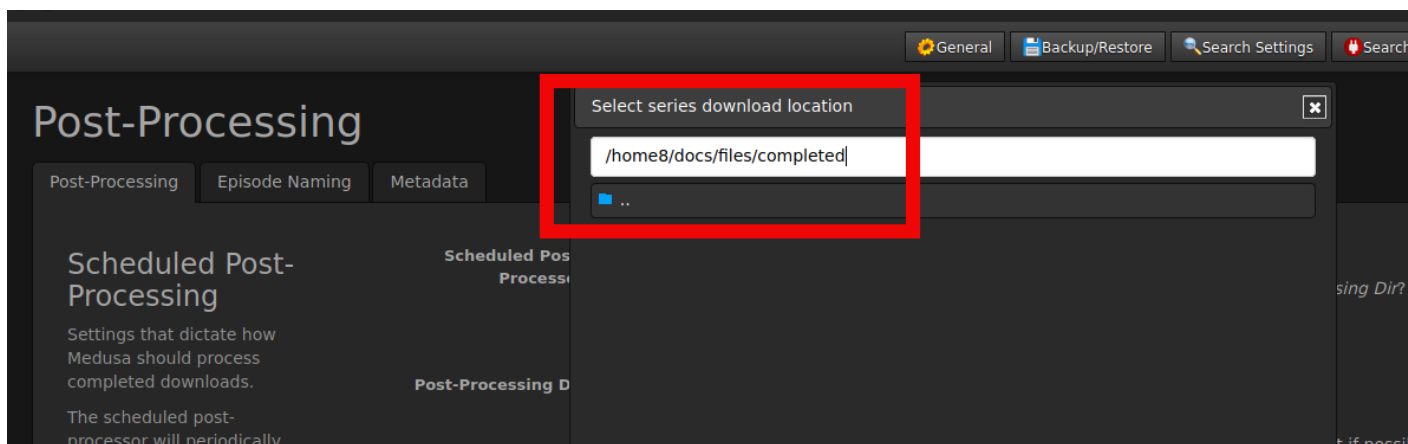 General
Backup/Restore
Search Settings
Search
Post-Processing
Post-Processing
Episode Naming
Metadata
Select series download location
/home8/docs/files/completed
..
Scheduled Post-
Processing
Settings that dictate how
Medusa should process
completed downloads.
The scheduled post-
processor will periodically
Scheduled Pos
Processo
Post-Processing D
sing Dir?
t if possi